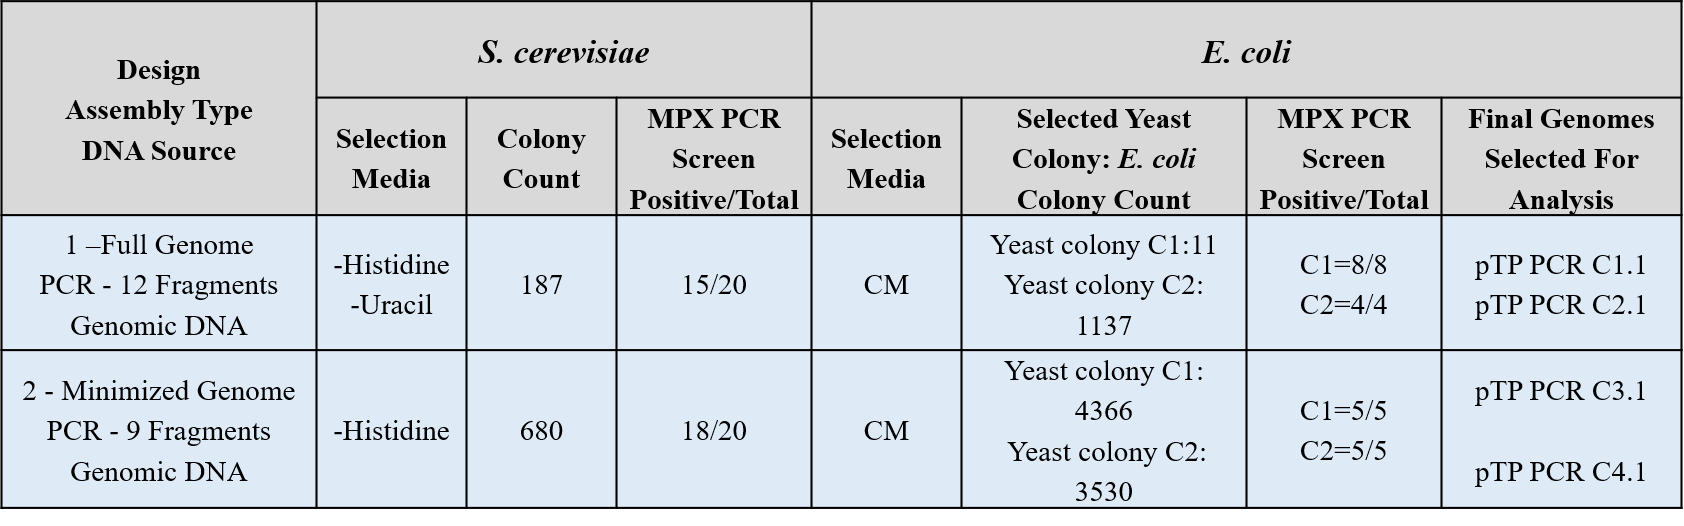 Design
Assembly Type
DNA Source
S. cerevisiae
E. coli
Selection
Media
Colony
Count
MPX PCR
Screen
Positive/Total
Selection
Media
Selected Yeast
Colony: E. coli
Colony Count
MPX PCR
Screen
Positive/Total
Final Genomes
Selected For
Analysis
1 –Full Genome
PCR - 12 Fragments
Genomic DNA
-Histidine
-Uracil
187
15/20
CM
Yeast colony C1:11
Yeast colony C2:
1137
C1=8/8
C2=4/4
pTP PCR C1.1
pTP PCR C2.1
2 - Minimized Genome
PCR - 9 Fragments
Genomic DNA
-Histidine
680
18/20
CM
Yeast colony C1:
4366
Yeast colony C2:
3530
C1=5/5
C2=5/5
pTP PCR C3.1
pTP PCR C4.1